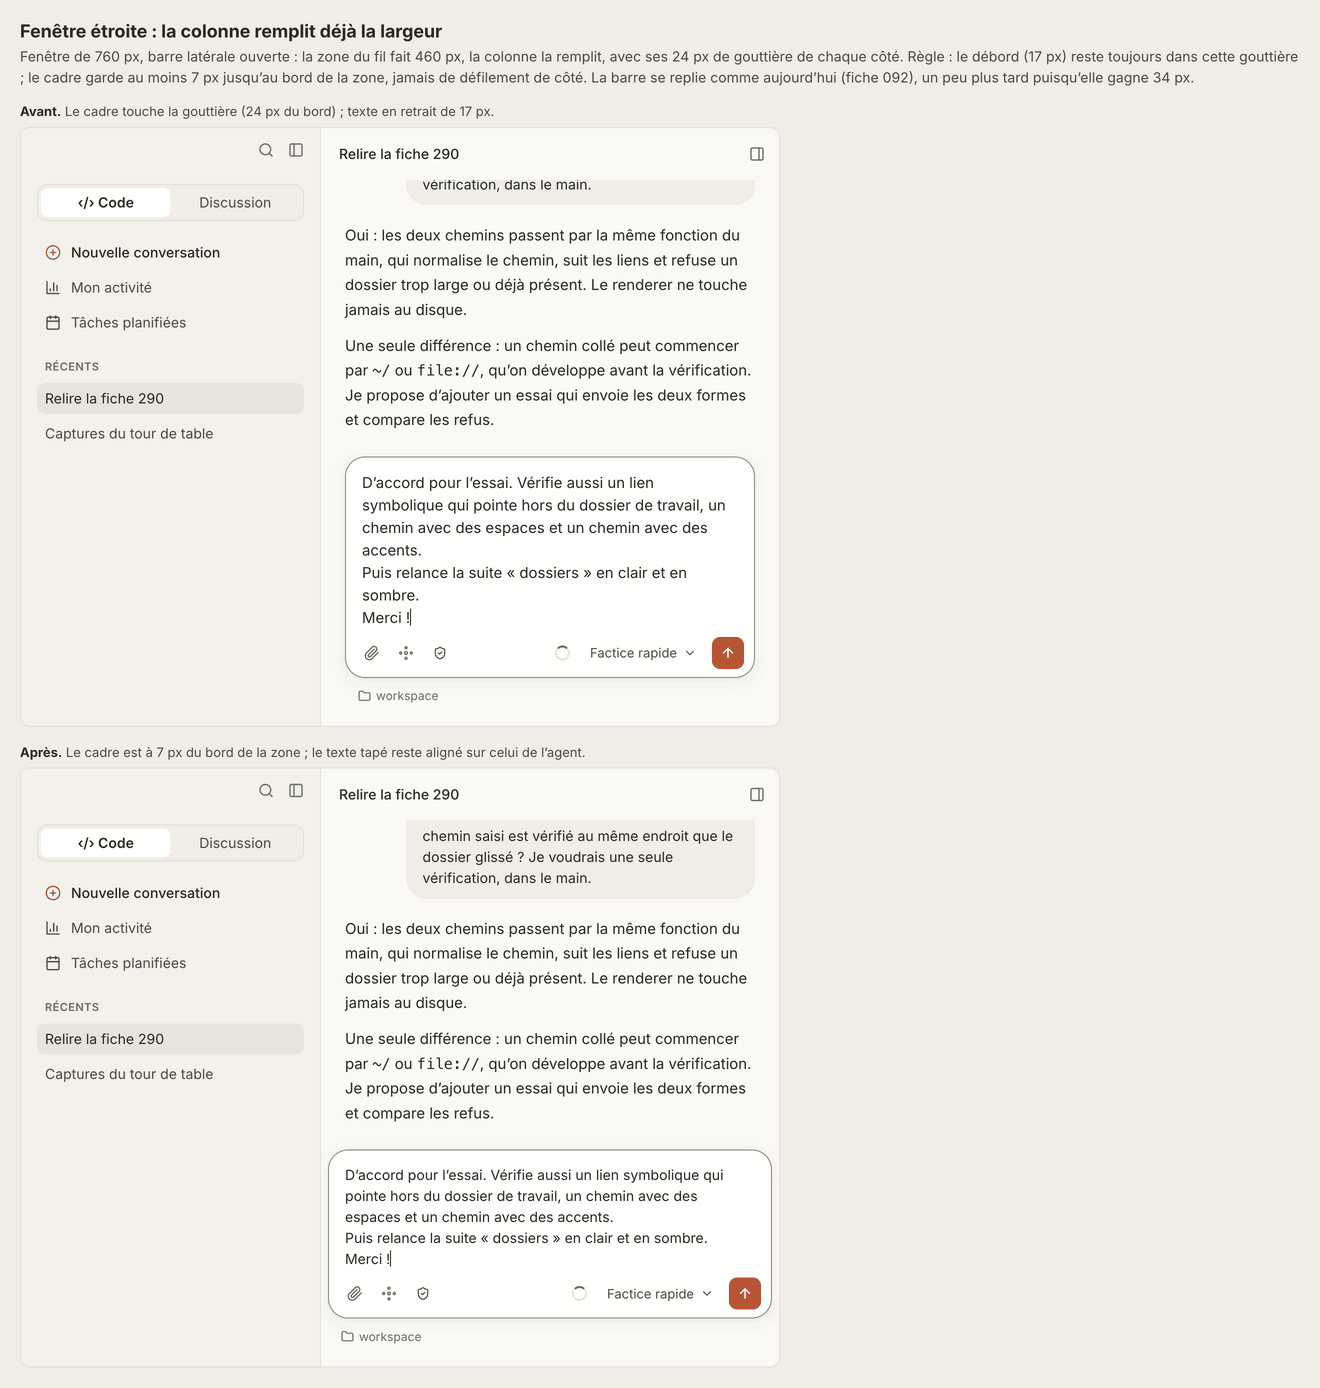 Fenêtre étroite : la colonne remplit déjà la largeur
Fenêtre de 760 px, barre latérale ouverte : la zone du fil fait 460 px, la colonne la remplit, avec ses 24 px de gouttière de chaque côté. Règle : le débord (17 px) reste toujours dans cette gouttière
; le cadre garde au moins 7 px jusqu’au bord de la zone, jamais de défilement de côté. La barre se replie comme aujourd’hui (fiche 092), un peu plus tard puisqu’elle gagne 34 px.
Avant. Le cadre touche la gouttière (24 px du bord) ; texte en retrait de 17 px.
Relire la fiche 290
</> Code
Discussion
Nouvelle conversation
Mon activité
Tâches planifiées
RÉCENTS
Relire la fiche 290
Captures du tour de table
vérification, dans le main.
Oui : les deux chemins passent par la même fonction du
main, qui normalise le chemin, suit les liens et refuse un
dossier trop large ou déjà présent. Le renderer ne touche
jamais au disque.
Une seule différence : un chemin collé peut commencer
par ~/ ou file://, qu’on développe avant la vérification.
Je propose d’ajouter un essai qui envoie les deux formes
et compare les refus.
D’accord pour l’essai. Vérifie aussi un lien
symbolique qui pointe hors du dossier de travail, un
chemin avec des espaces et un chemin avec des
accents.
Puis relance la suite « dossiers » en clair et en
sombre.
Merci !
Factice rapide
workspace
Après. Le cadre est à 7 px du bord de la zone ; le texte tapé reste aligné sur celui de l’agent.
Relire la fiche 290
</> Code
Discussion
Nouvelle conversation
Mon activité
Tâches planifiées
RÉCENTS
Relire la fiche 290
Captures du tour de table
chemin saisi est vérifié au même endroit que le
dossier glissé ? Je voudrais une seule
vérification, dans le main.
Oui : les deux chemins passent par la même fonction du
main, qui normalise le chemin, suit les liens et refuse un
dossier trop large ou déjà présent. Le renderer ne touche
jamais au disque.
Une seule différence : un chemin collé peut commencer
par ~/ ou file://, qu’on développe avant la vérification.
Je propose d’ajouter un essai qui envoie les deux formes
et compare les refus.
D’accord pour l’essai. Vérifie aussi un lien symbolique qui
pointe hors du dossier de travail, un chemin avec des
espaces et un chemin avec des accents.
Puis relance la suite « dossiers » en clair et en sombre.
Merci !
Factice rapide
workspace